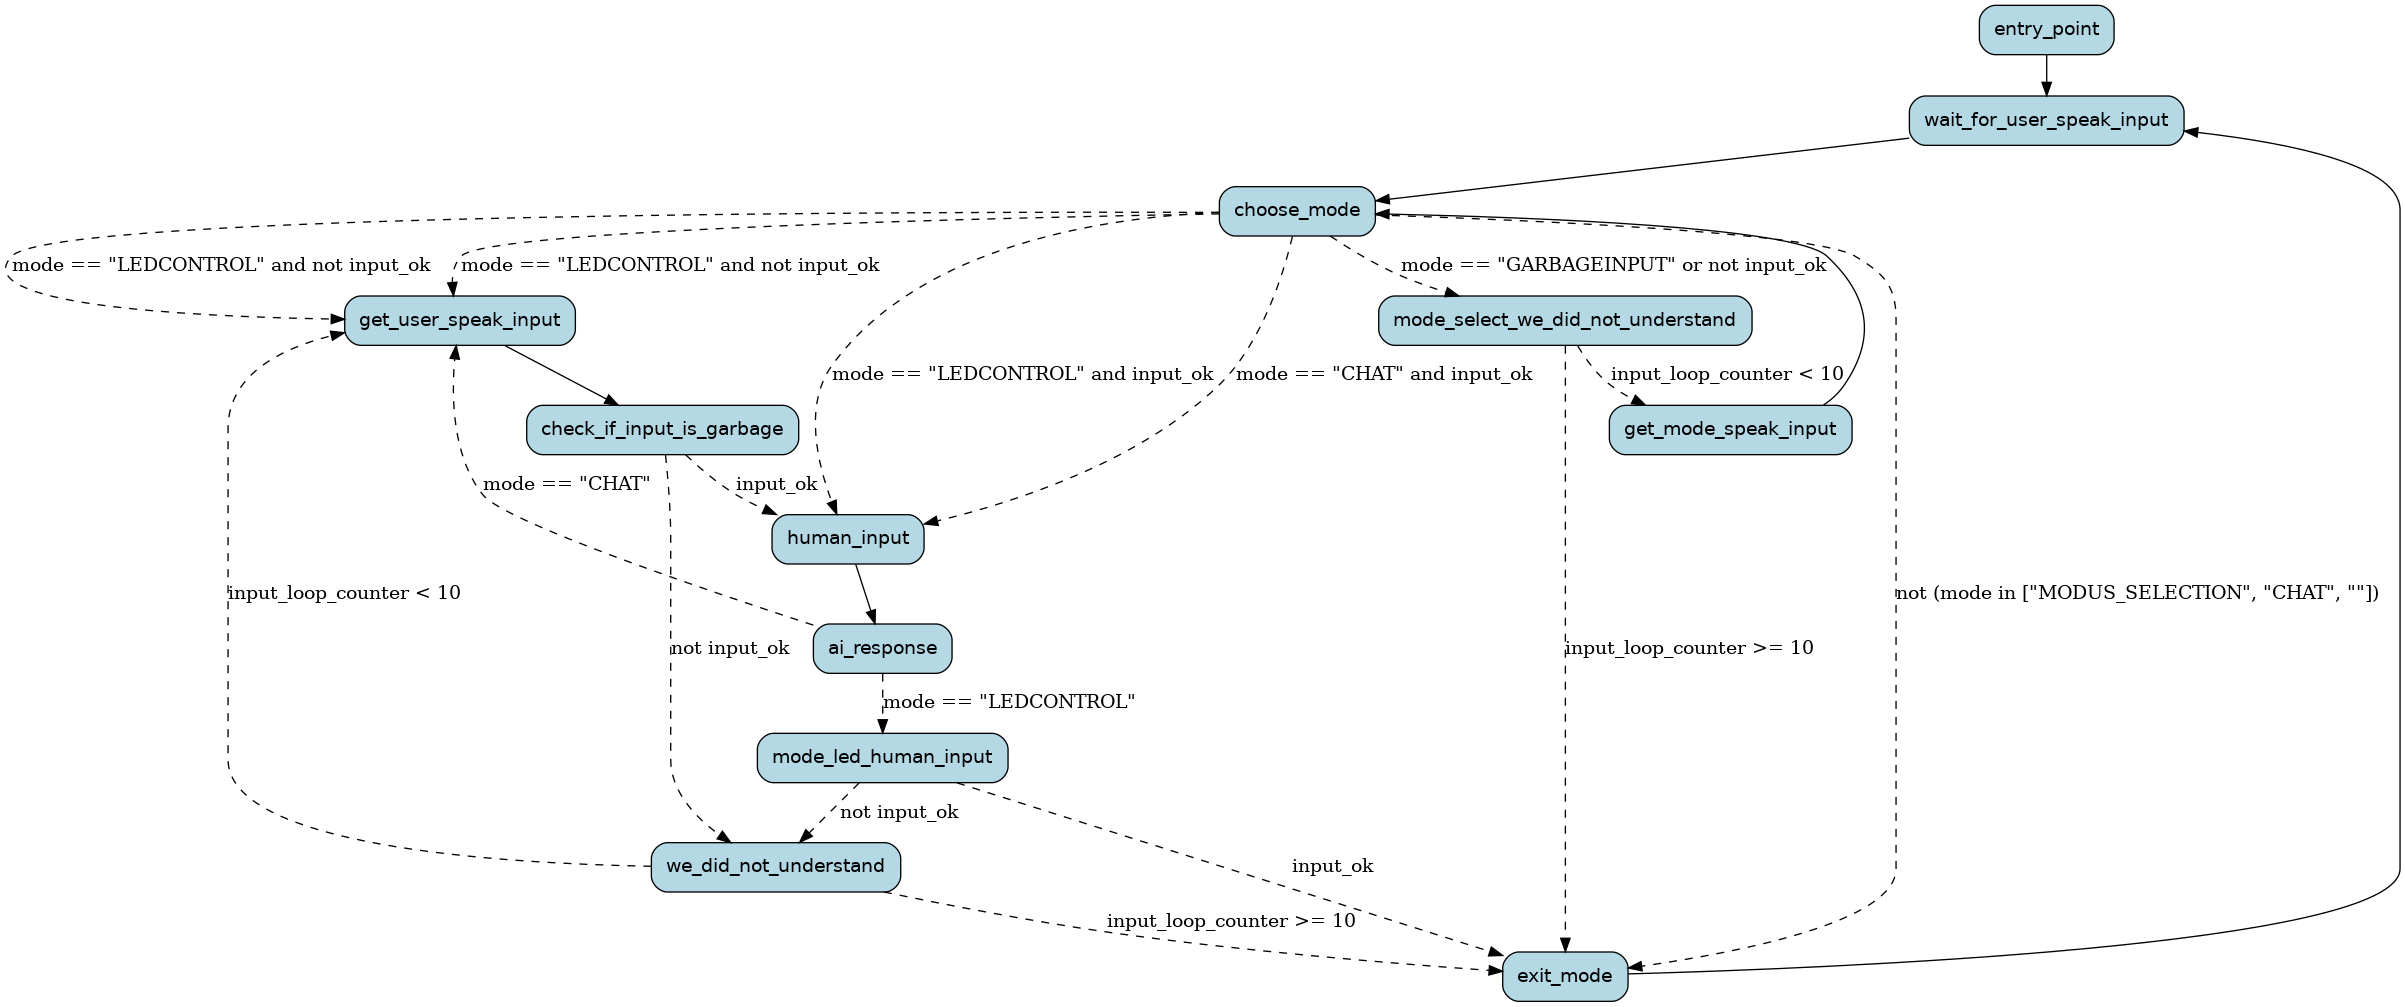 entry_point
wait_for_user_speak_input
choose_mode
mode == "LEDCONTROL" and not input_ok
mode == "LEDCONTROL" and not input_ok
mode == "GARBAGEINPUT" or not input_ok
get_user_speak_input
mode_select_we_did_not_understand
mode == "LEDCONTROL" and input_ok
mode == "CHAT" and input_ok
input_loop_counter < 10
check_if_input_is_garbage
get_mode_speak_input
mode == "CHAT"
input_ok
human_input
input_loop_counter < 10
not (mode in ["MODUS_SELECTION", "CHAT", ""])
not input_ok
ai_response
input_loop_counter >= 10
mode == "LEDCONTROL"
mode_led_human_input
not input_ok
we_did_not_understand
input_ok
input_loop_counter >= 10
exit_mode